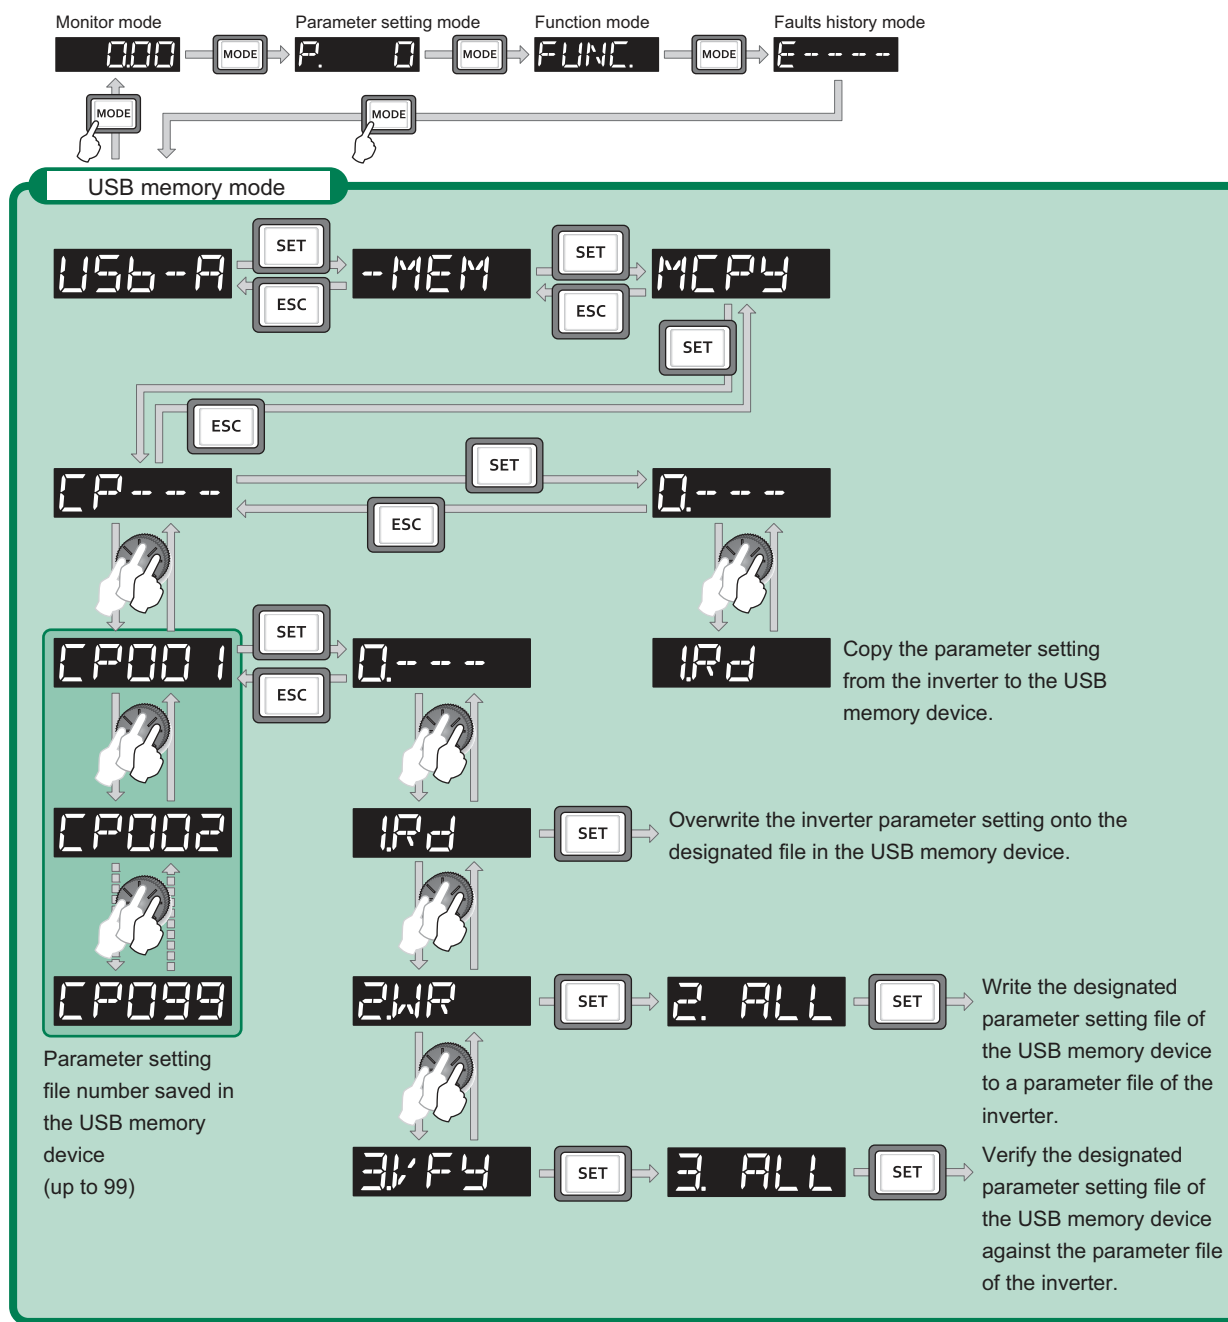 Monitor mode
Parameter setting mode
Function mode
Faults history mode
0.00
MODE
P. 0
MODE
FUNC.
MODE
E----
MODE
MODE
USB memory mode
USb-A
SET
ESC
-MEM
SET
ESC
MCPY
SET
ESC
CP---
SET
ESC
0.---
CP001
SET
ESC
0.---
1.Rd
Copy the parameter setting
from the inverter to the USB
memory device.
CP002
1.Rd
SET
Overwrite the inverter parameter setting onto the
designated file in the USB memory device.
CP099
2.WR
SET
2. ALL
SET
Write the designated
parameter setting file of
the USB memory device
to a parameter file of the
inverter.
Parameter setting
file number saved in
the USB memory
device
(up to 99)
3.VFY
SET
3. ALL
SET
Verify the designated
parameter setting file of
the USB memory device
against the parameter file
of the inverter.